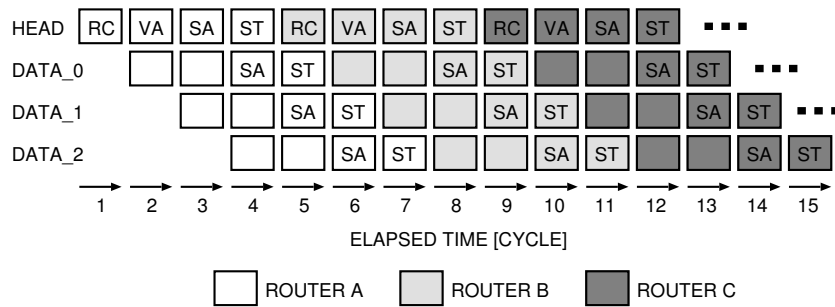 HEAD RC VA SA ST RC VA SA ST RC VA SA ST
DATA_0 SA ST SA ST SA ST
DATA_1 SA ST SA ST SA ST
DATA_2 SA ST SA ST SA ST
1 2 3 4 5 6 7 8 9 10 11 12 13 14 15
ELAPSED TIME [CYCLE]
ROUTER A ROUTER B ROUTER C